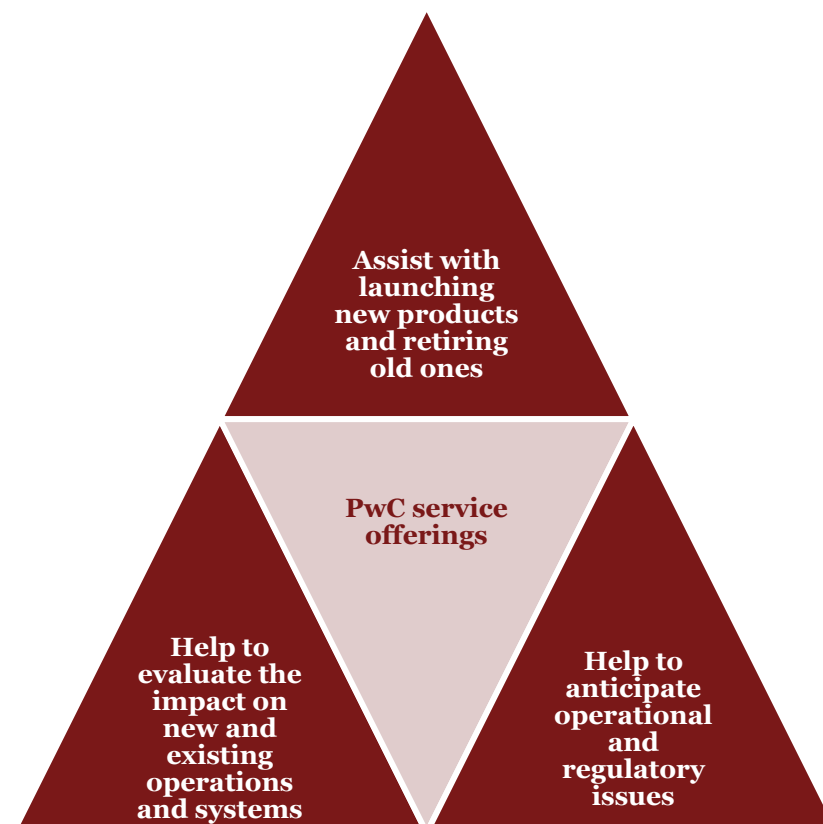 Assist with
launching
new products
and retiring
old ones
PwC service
offerings
Help to
evaluate the
impact on
new and
existing
operations
and systems
Help to
anticipate
operational
and
regulatory
issues